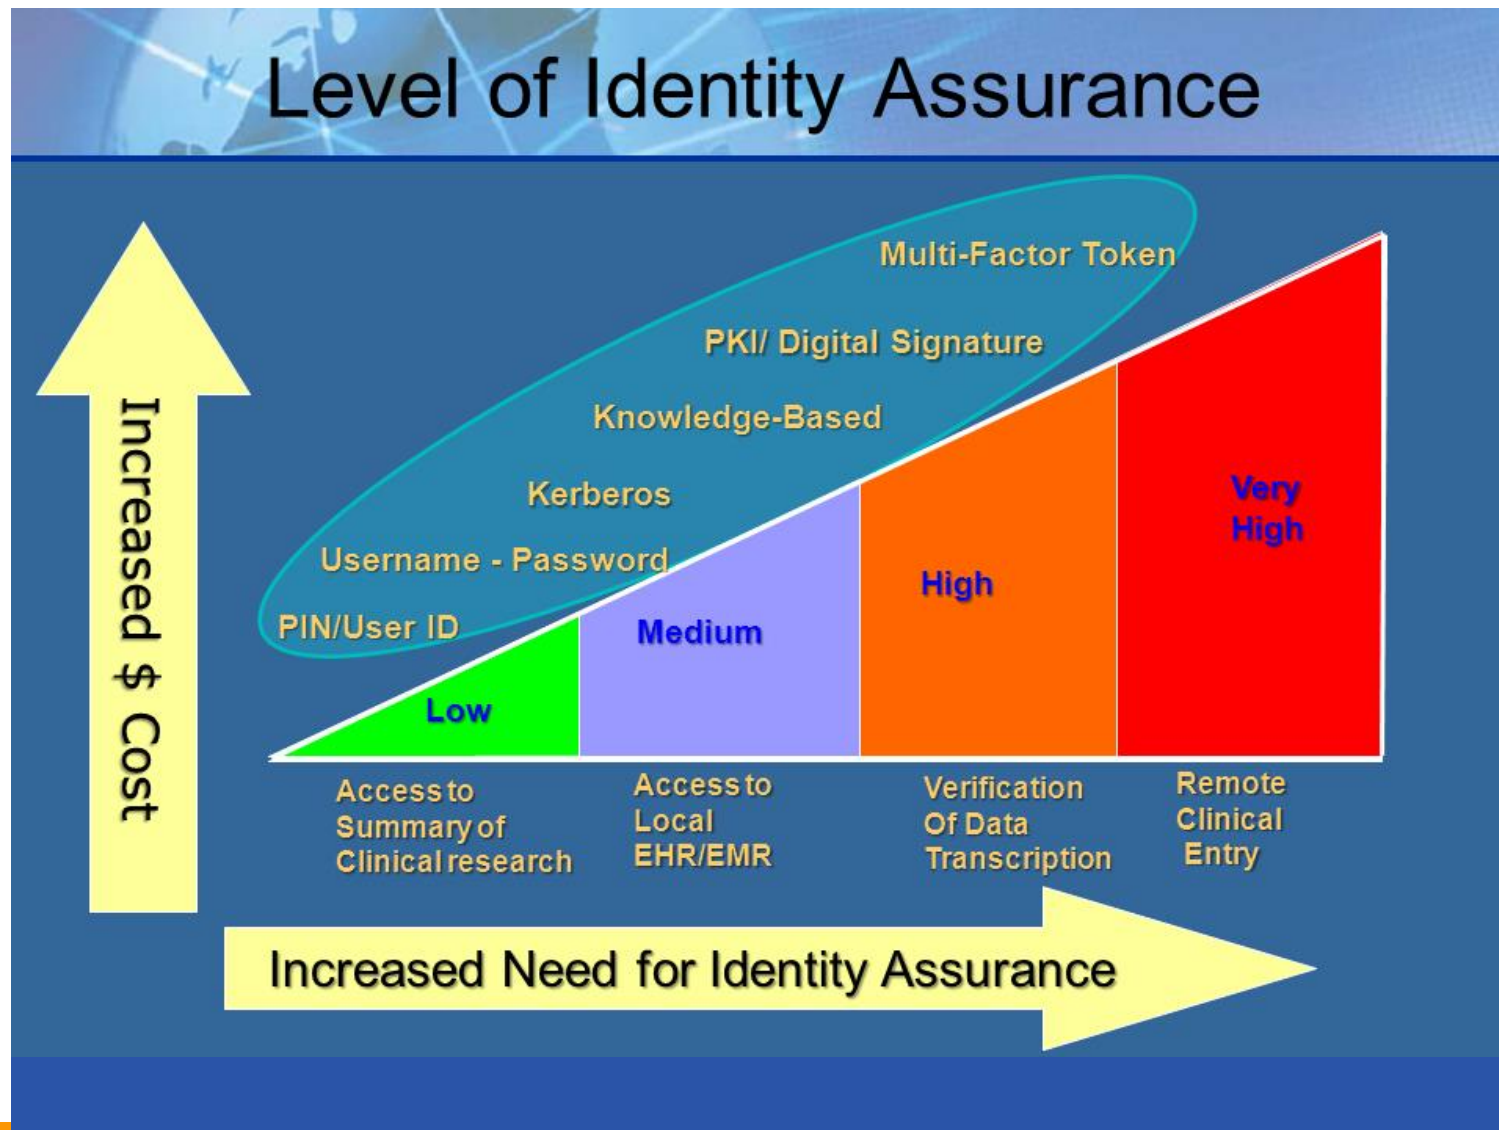 Level of Identity Assurance
Multi-Factor Token
PKI/ Digital Signature
Knowledge-Based
Kerberos
Username - Password
PIN/User ID
Increased $ Cost
Low
Medium
High
Very
High
Access to
Summary of
Clinical research
Access to
Local
EHR/EMR
Verification
Of Data
Transcription
Remote
Clinical
Entry
Increased Need for Identity Assurance